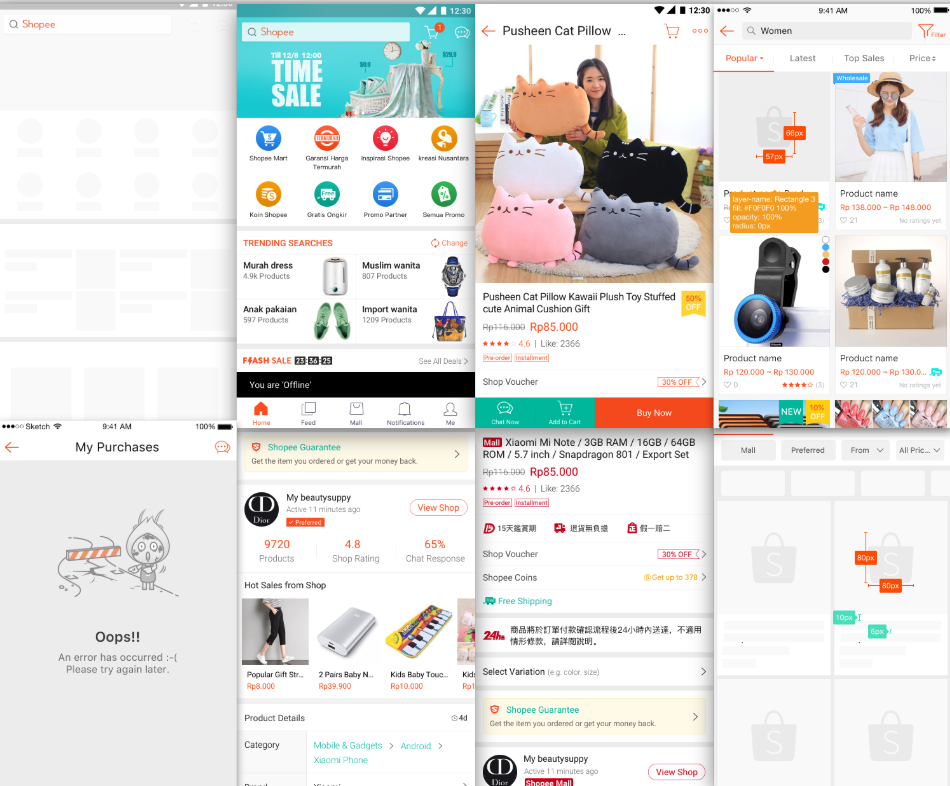 Shopee
12:30
Shopee
1
Till 12/8 12:00
TIME
SALE
$9.9
$29.9
Shopee Mart
Garansi Harga
Termurah
Inspirasi Shopee
kreasi Nusantara
Koin Shopee
Gratis Ongkir
Promo Partner
Semua Promo
TRENDING SEARCHES
Change
Murah dress
4.9k Products
Muslim wanita
807 Products
Anak pakaian
597 Products
Import wanita
1209 Products
FLASH SALE
23:36:25
See All Deals
You are 'Offline'
Home
Feed
Mall
Notifications
Me
12:30
Pusheen Cat Pillow ...
Pusheen Cat Pillow Kawaii Plush Toy Stuffed
cute Animal Cushion Gift
50%
OFF
Rp116.000 Rp85.000
4.6 | Like: 2366
Pre-order
Installment
Shop Voucher
30% OFF
Chat Now
Add to Cart
Buy Now
9:41 AM
100%
Women
Filter
Popular
Latest
Top Sales
Price
S
66px
57px
layer-name: Rectangle 3
fill: #F0F0F0 100%
opacity: 100%
radius: 0px
Wholesale
Product name
Rp 138.000 ~ Rp 148.000
21
No ratings yet
Product name
Rp 120.000 ~ Rp 130.000
0
(3)
Product name
Rp 120.000 ~ Rp 130.0...
21
No ratings yet
NEW
10%
OFF
Sketch
9:41 AM
100%
My Purchases
Oops!!
An error has occurred :-(
Please try again later.
Shopee Guarantee
Get the item you ordered or get your money back.
CD
Dior
My beautysuppy
Active 11 minutes ago
Preferred
View Shop
9720
Products
4.8
Shop Rating
65%
Chat Response
Hot Sales from Shop
Popular Gift Str...
Rp8.000
2 Pairs Baby N...
Rp39.900
Kids Baby Touc...
Rp10.000
Kids
Rp1
Product Details
4d
Category
Mobile & Gadgets > Android >
Xiaomi Phone
Mall Xiaomi Mi Note / 3GB RAM / 16GB / 64GB
ROM / 5.7 inch / Snapdragon 801 / Export Set
Rp116.000 Rp85.000
4.6 | Like: 2366
Pre-order
Installment
15天鑑賞期
退貨無負擔
假一賠二
Shop Voucher
30% OFF
Shopee Coins
Get up to 378
Free Shipping
24hs
商品將於訂單付款確認流程後24小時內送達，不適用
情形條款，請詳閱說明。
Select Variation (e.g. color, size)
Shopee Guarantee
Get the item you ordered or get your money back.
CD
Dior
My beautysuppy
Active 11 minutes ago
Shopee Mall
View Shop
Mall
Preferred
From
All Pric...
S
S
80px
80px
10px
6px
S
S